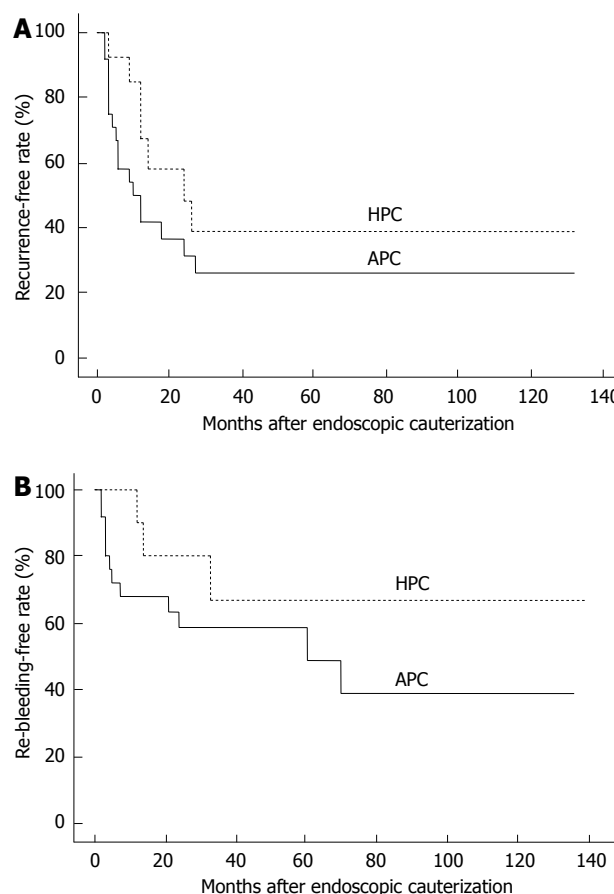 A
100
80
60
40
20
0
Recurrence-free rate (%)
HPC
APC
0 20 40 60 80 100 120 140
Months after endoscopic cauterization
B
100
80
60
40
20
0
Re-bleeding-free rate (%)
HPC
APC
0 20 40 60 80 100 120 140
Months after endoscopic cauterization